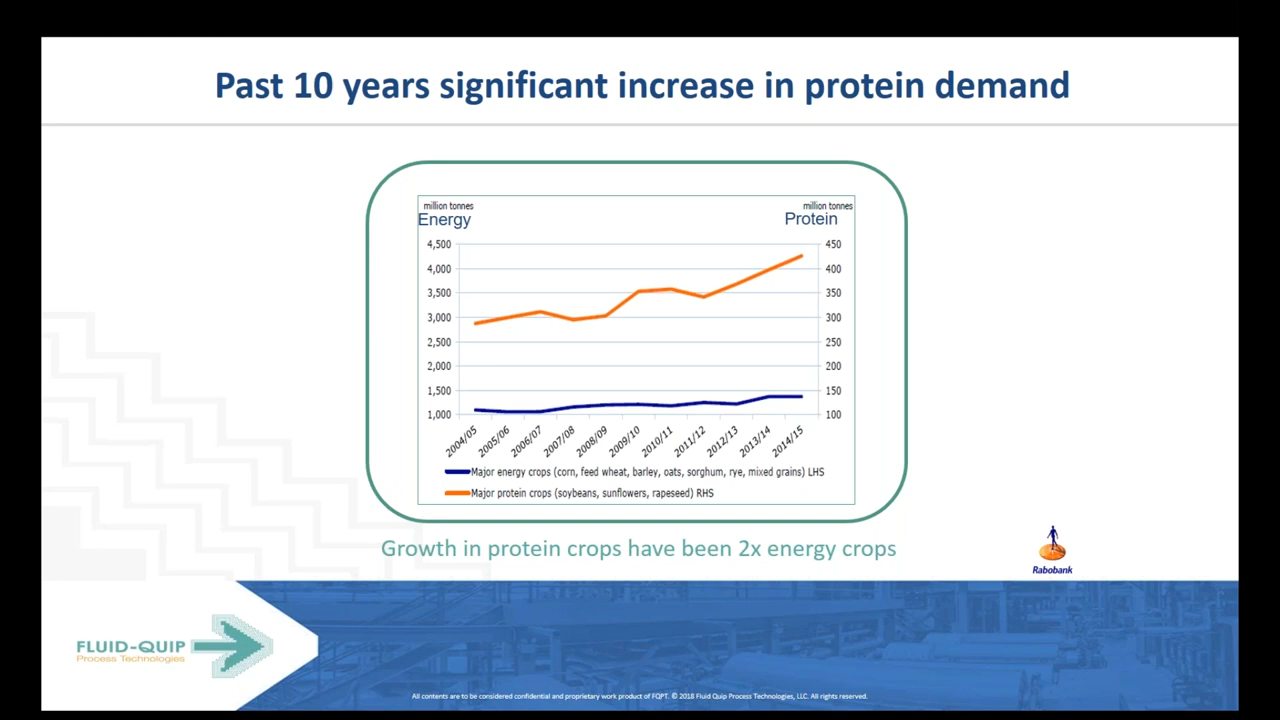 Past 10 years significant increase in protein demand
million tonnes
million tonnes
Energy
Protein
4,500
450
4,000
400
3,500
350
3,000
300
2,500
250
2,000
200
1,500
150
1,000
100
2004/05
2005/06
2006/07
2007/08
2008/09
2009/10
2010/11
2011/12
2012/13
2013/14
2014/15
Major energy crops (corn, feed wheat, barley, oats, sorghum, rye, mixed grains) LHS
Major protein crops (soybeans, sunflowers, rapeseed) RHS
Growth in protein crops have been 2x energy crops
Rabobank
FLUID-QUIP
Process Technologies
All contents are to be considered confidential and proprietary work product of FQPT. © 2018 Fluid Quip Process Technologies, LLC. All rights reserved.